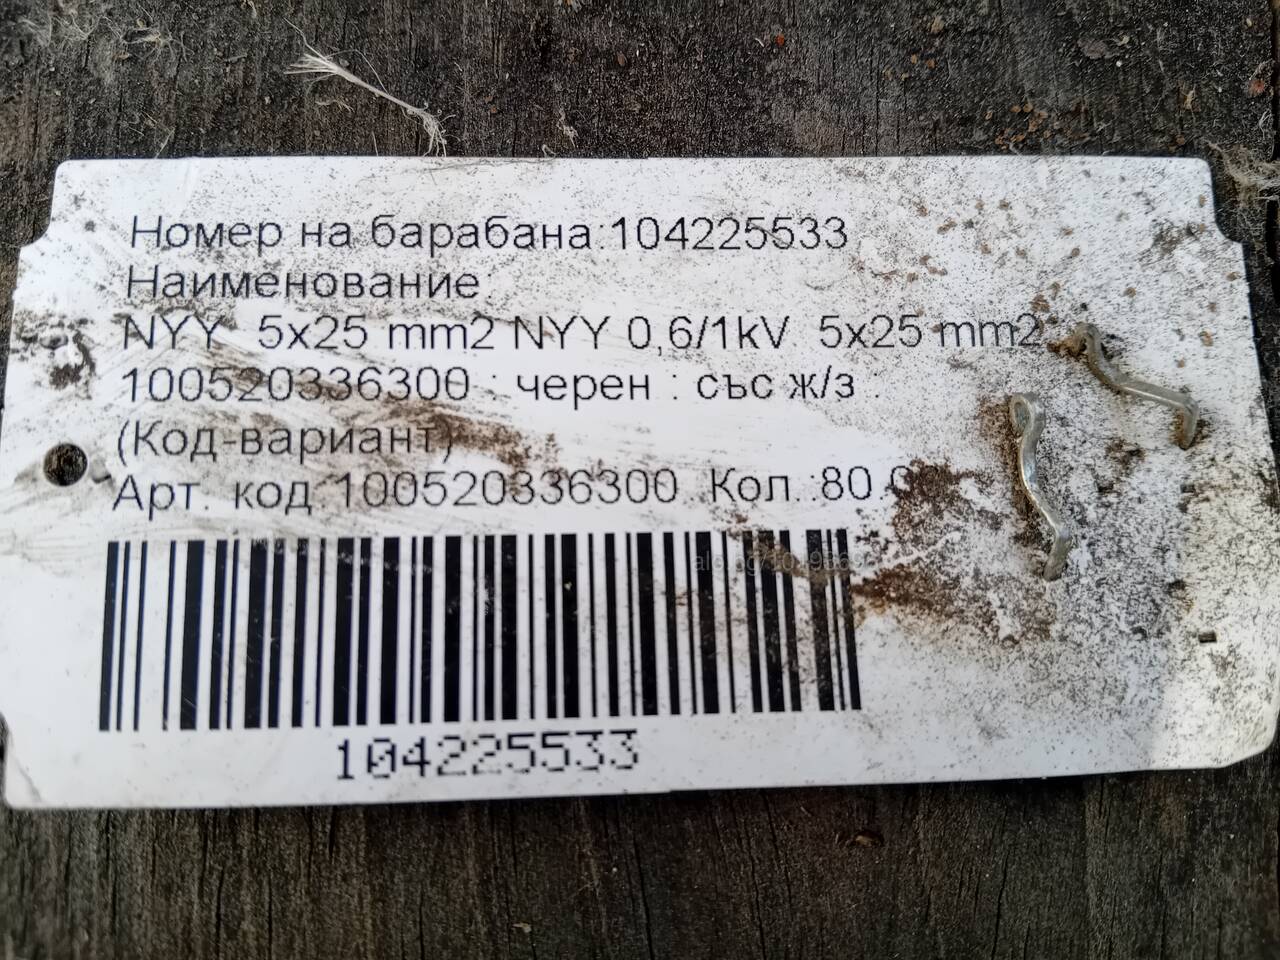 Номер на барабана:104225533
Наименование
NYY 5x25 mm2 NYY 0,6/1kV 5x25 mm2
100520336300 : черен : със ж/з :
(Код-вариант)
Арт. код 100520336300 Кол. :80.
104225533